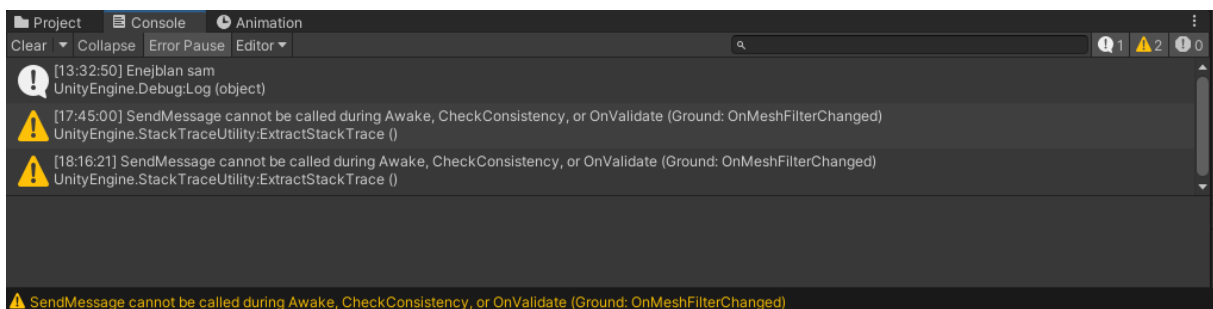 Project Console Animation
Clear Collapse Error Pause Editor 1 2 0
[13:32:50] Enejblan sam
UnityEngine.Debug:Log (object)
[17:45:00] SendMessage cannot be called during Awake, CheckConsistency, or OnValidate (Ground: OnMeshFilterChanged)
UnityEngine.StackTraceUtility:ExtractStackTrace ()
[18:16:21] SendMessage cannot be called during Awake, CheckConsistency, or OnValidate (Ground: OnMeshFilterChanged)
UnityEngine.StackTraceUtility:ExtractStackTrace ()
SendMessage cannot be called during Awake, CheckConsistency, or OnValidate (Ground: OnMeshFilterChanged)